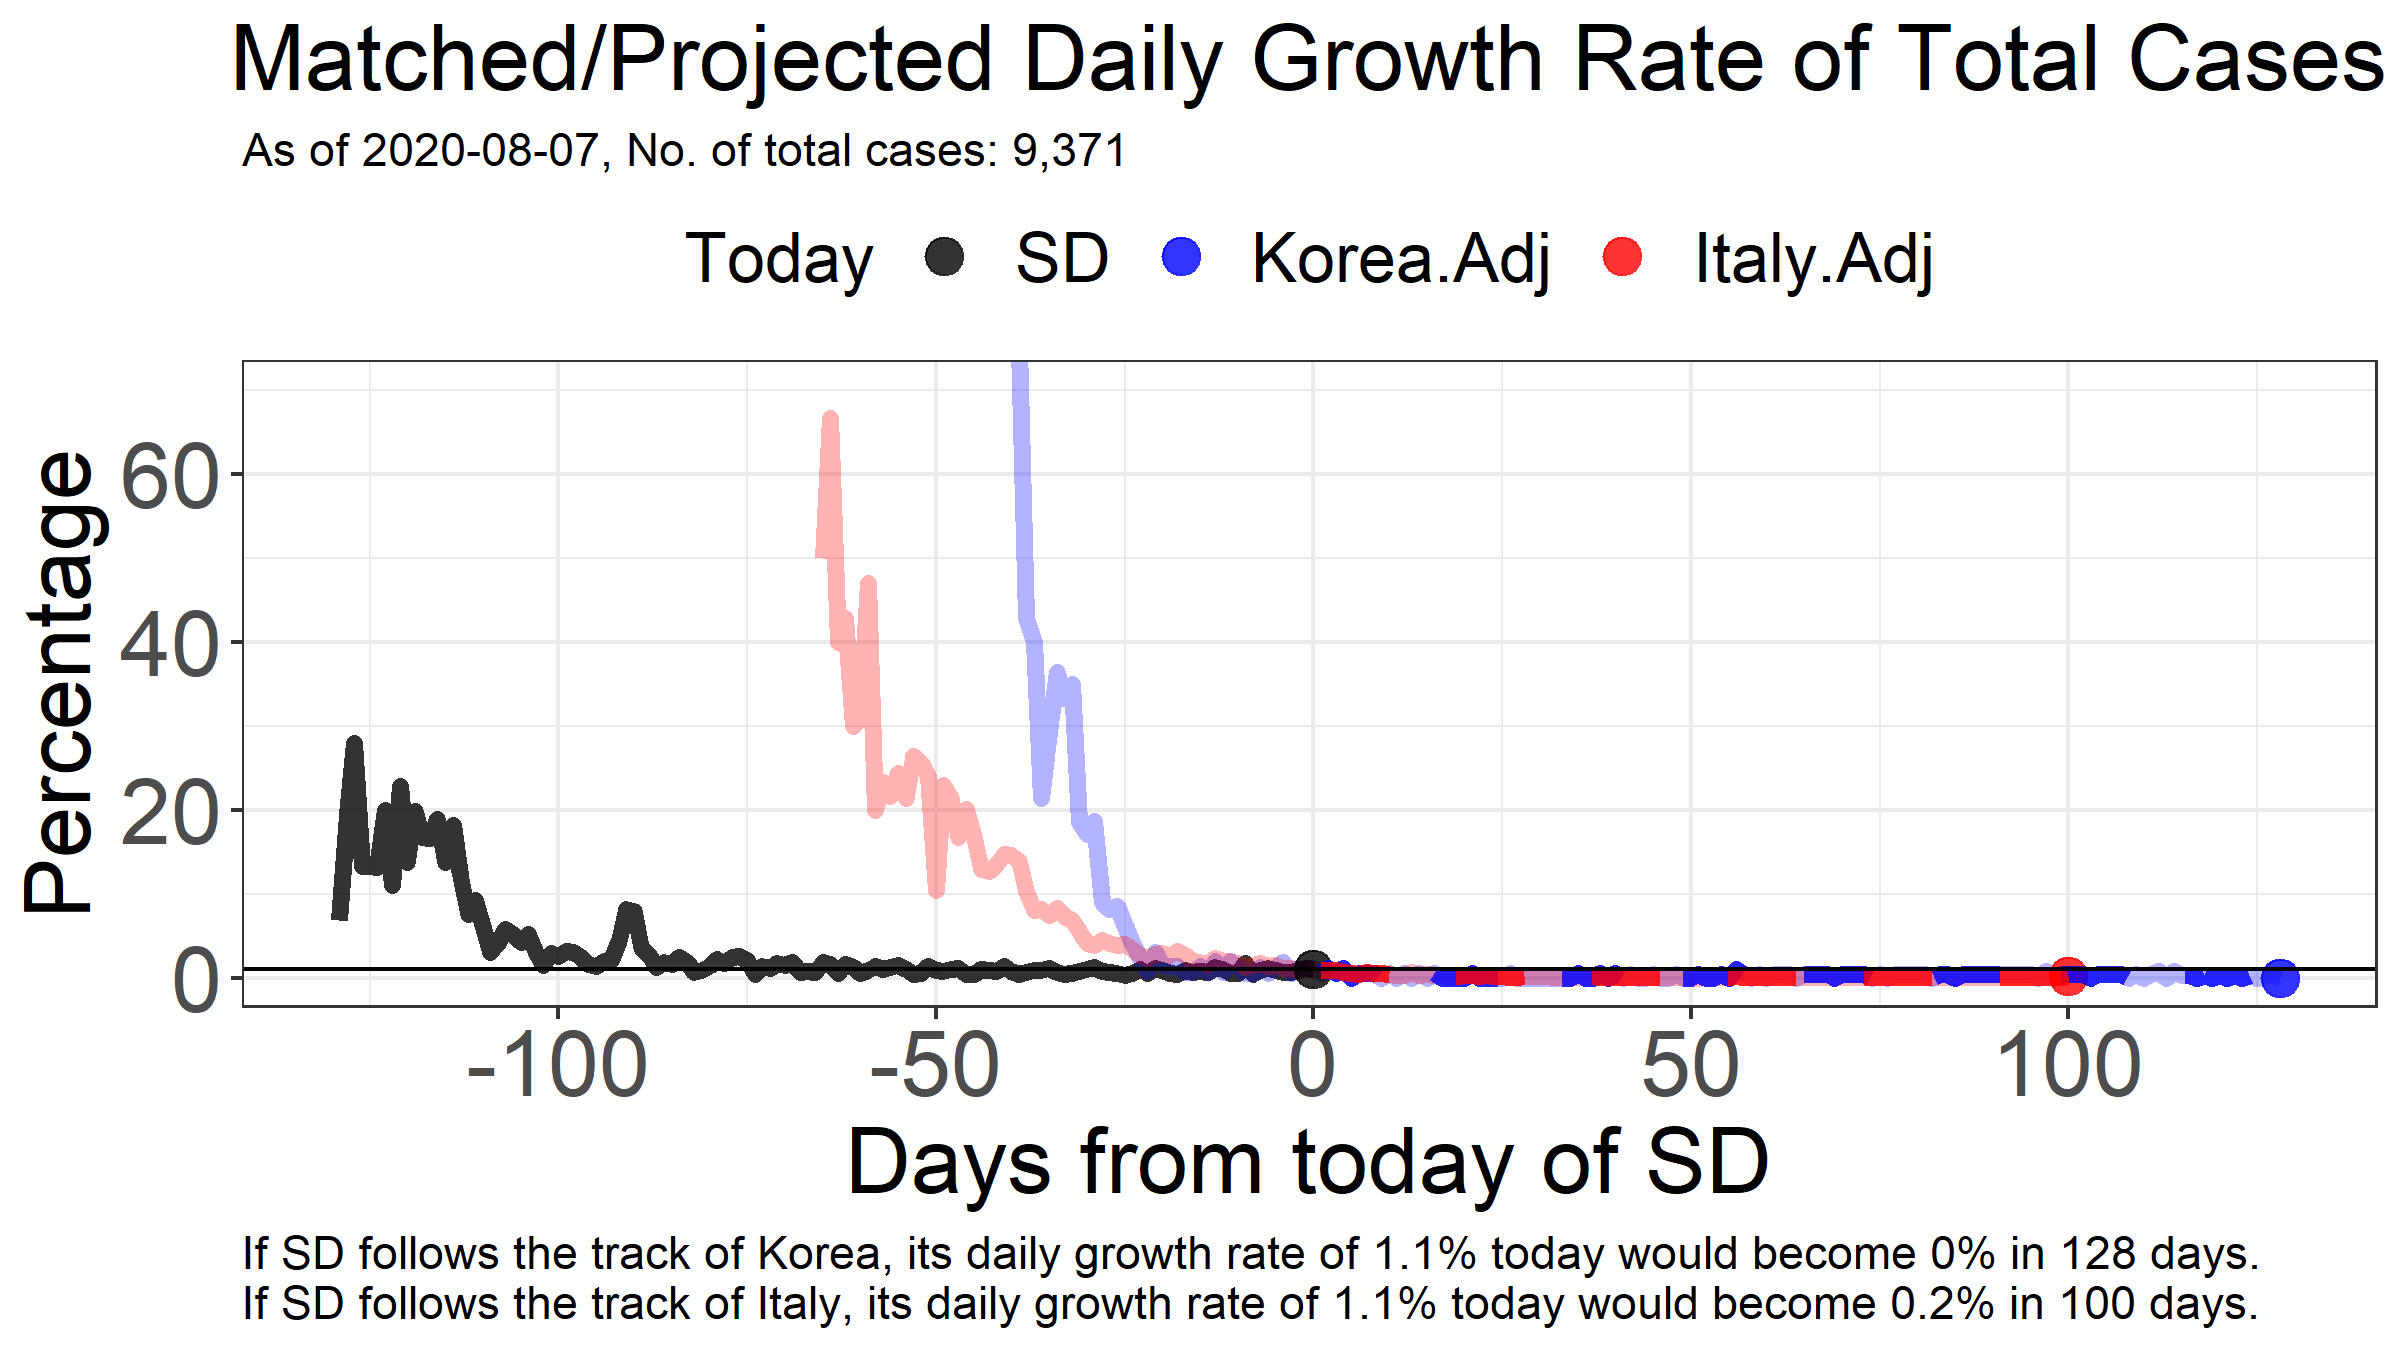 Matched/Projected Daily Growth Rate of Total Cases
As of 2020-08-07, No. of total cases: 9,371
Today SD Korea.Adj Italy.Adj
Percentage
60
40
20
0
-100 -50 0 50 100
Days from today of SD
If SD follows the track of Korea, its daily growth rate of 1.1% today would become 0% in 128 days.
If SD follows the track of Italy, its daily growth rate of 1.1% today would become 0.2% in 100 days.